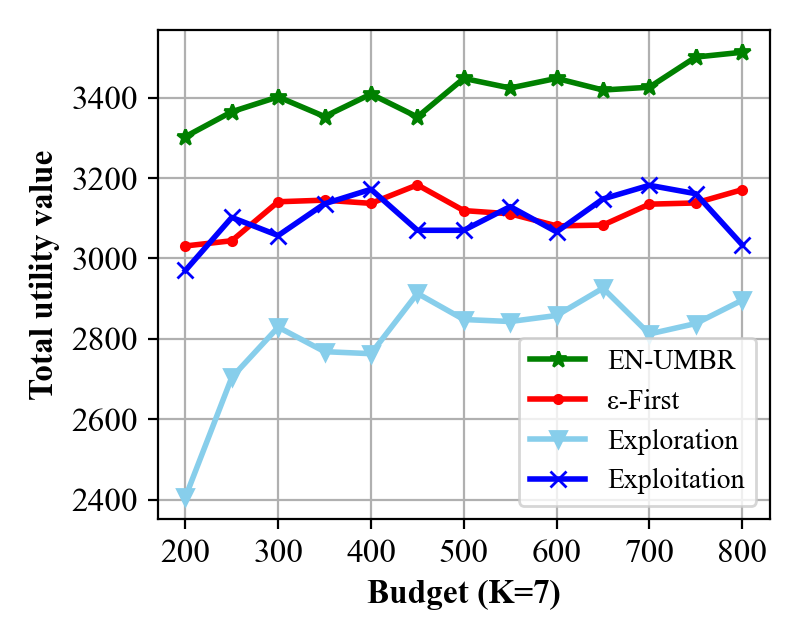 Total utility value
3400
3200
3000
2800
2600
2400
200 300 400 500 600 700 800
Budget (K=7)
EN-UMBR
ε-First
Exploration
Exploitation